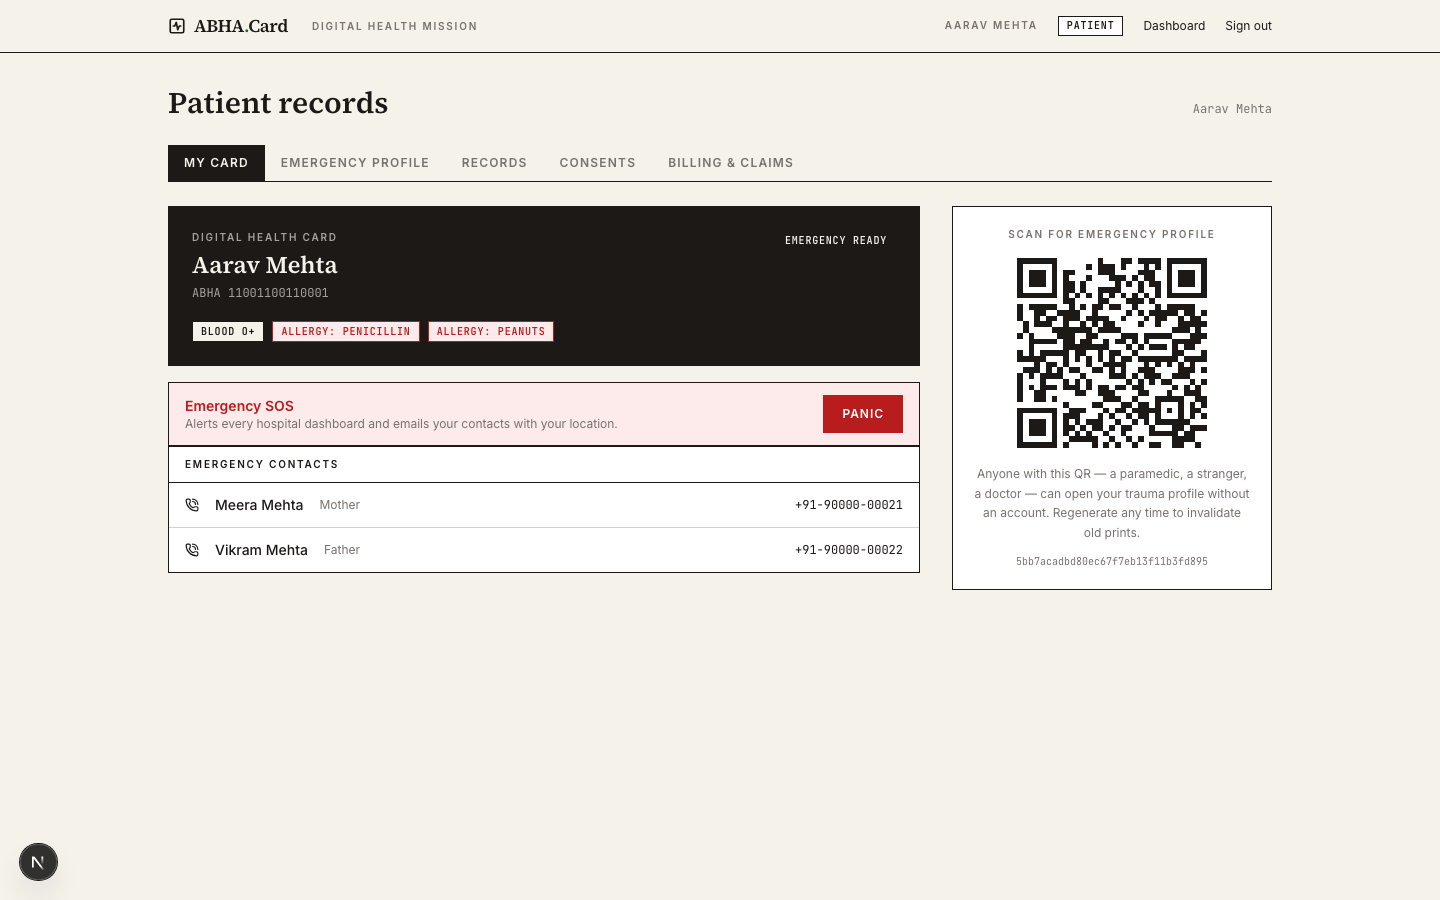 ABHA.Card
DIGITAL HEALTH MISSION
AARAV MEHTA
PATIENT
Dashboard
Sign out
Patient records
Aarav Mehta
MY CARD
EMERGENCY PROFILE
RECORDS
CONSENTS
BILLING & CLAIMS
DIGITAL HEALTH CARD
EMERGENCY READY
Aarav Mehta
ABHA 11001100110001
BLOOD O+
ALLERGY: PENICILLIN
ALLERGY: PEANUTS
Emergency SOS
Alerts every hospital dashboard and emails your contacts with your location.
PANIC
EMERGENCY CONTACTS
Meera Mehta
Mother
+91-90000-00021
Vikram Mehta
Father
+91-90000-00022
SCAN FOR EMERGENCY PROFILE
Anyone with this QR — a paramedic, a stranger,
a doctor — can open your trauma profile without
an account. Regenerate any time to invalidate
old prints.
5bb7acadbd80ec67f7eb13f11b3fd895
N